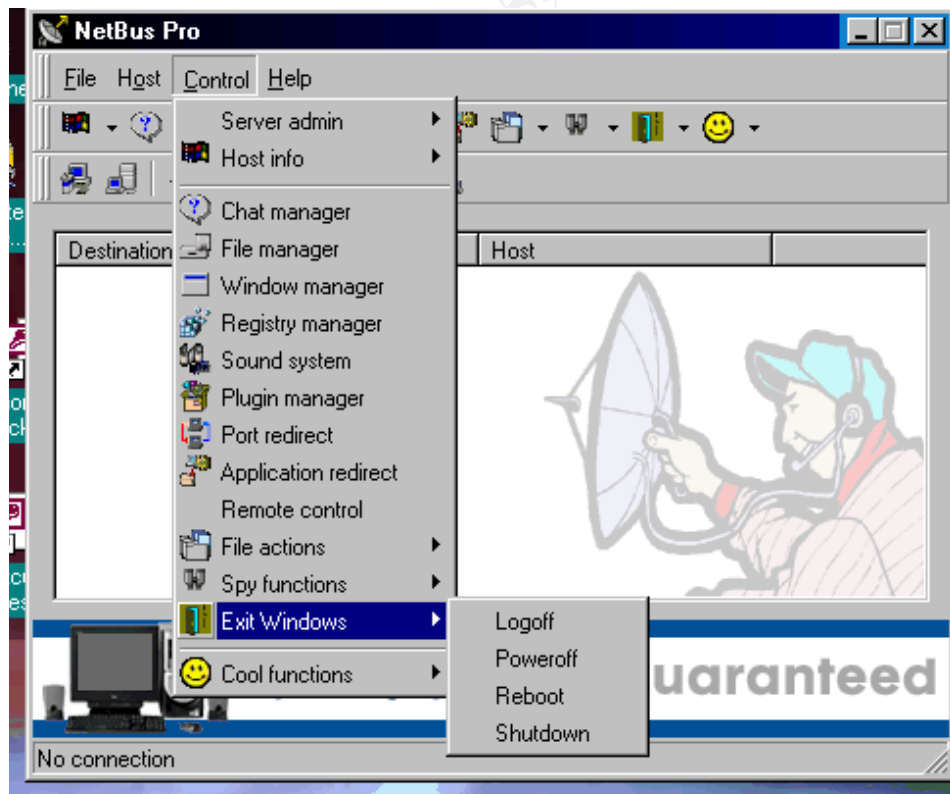 NetBus Pro
File Host Control Help
Server admin
Host info
Chat manager
Destination
File manager
Host
Window manager
Registry manager
Sound system
Plugin manager
Port redirect
Application redirect
Remote control
File actions
Spy functions
Exit Windows
Logoff
Poweroff
Cool functions
uaranteed
Reboot
Shutdown
No connection